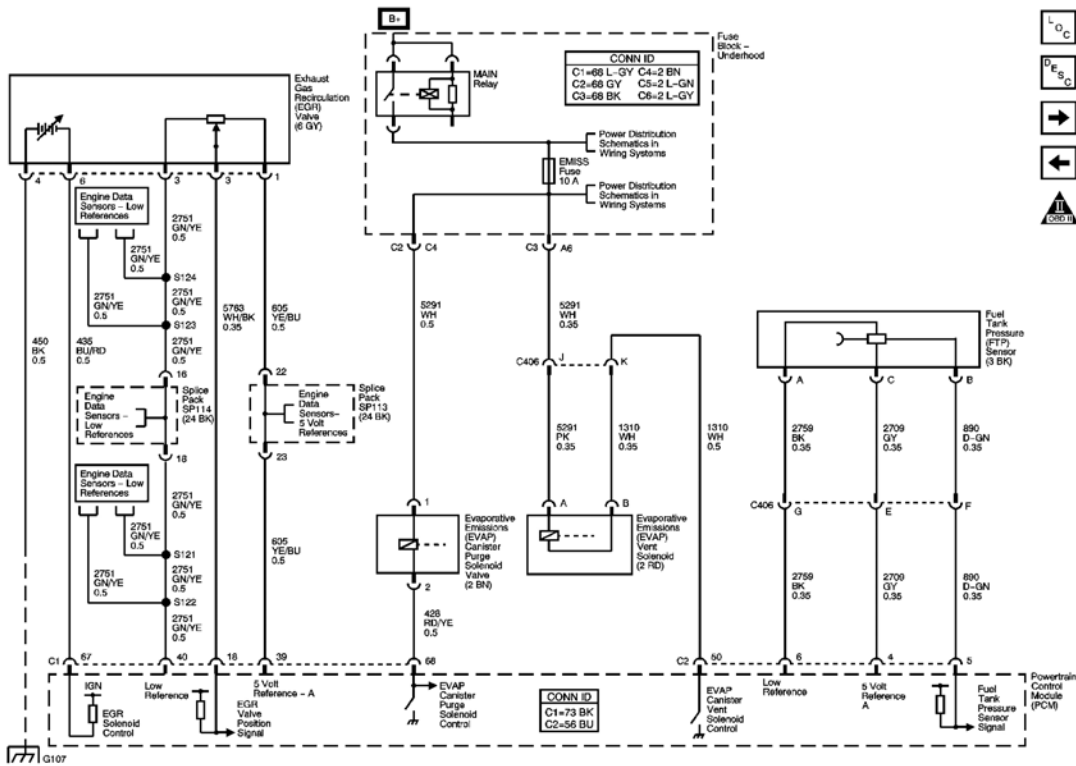 B+
Fuse
Block –
Underhood
CONN ID
C1=68 L–GY C4=2 BN
C2=68 GY C5=2 L–GN
C3=68 BK C6=2 L–GY
MAIN
Relay
Power Distribution
Schematics in
Wiring Systems
EMISS
Fuse
10 A
Power Distribution
Schematics in
Wiring Systems
C2 C4
C3 A6
L O C
D E S C
II
OBD II
Exhaust
Gas
Recirculation
(EGR)
Valve
(6 GY)
4 6 3 3 1
Engine Data
Sensors – Low
References
2751
GN/YE
0.5
2751
GN/YE
0.5
S124
2751
GN/YE
0.5
2751
GN/YE
0.5
S123
2751
GN/YE
0.5
450
BK
0.5
435
BU/RD
0.5
5763
WH/BK
0.35
605
YE/BU
0.5
16
22
Engine
Data
Sensors –
Low
References
Splice
Pack
SP114
(24 BK)
Engine
Data
Sensors–
5 Volt
References
Splice
Pack
SP113
(24 BK)
18
23
Engine Data
Sensors – Low
References
2751
GN/YE
0.5
2751
GN/YE
0.5
S121
2751
GN/YE
0.5
2751
GN/YE
0.5
S122
2751
GN/YE
0.5
605
YE/BU
0.5
5291
WH
0.5
5291
WH
0.35
C406 J K
5291
PK
0.35
1310
WH
0.35
1310
WH
0.5
1
Evaporative
Emissions
(EVAP)
Canister
Purge
Solenoid
Valve
(2 BN)
2
428
RD/YE
0.5
A B
Evaporative
Emissions
(EVAP)
Vent
Solenoid
(2 RD)
Fuel
Tank
Pressure
(FTP)
Sensor
(3 BK)
A C B
2759
BK
0.35
2709
GY
0.35
890
D–GN
0.35
C406 G E F
2759
BK
0.35
2709
GY
0.35
890
D–GN
0.35
C1 67 40 18 39 68 C2 50 6 4 5
IGN
EGR
Solenoid
Control
Low
Reference
EGR
Valve
Position
Signal
5 Volt
Reference – A
EVAP
Canister
Purge
Solenoid
Control
CONN ID
C1=73 BK
C2=56 BU
EVAP
Canister
Vent
Solenoid
Control
Low
Reference
5 Volt
Reference
A
Fuel
Tank
Pressure
Sensor
Signal
Powertrain
Control
Module
(PCM)
G107